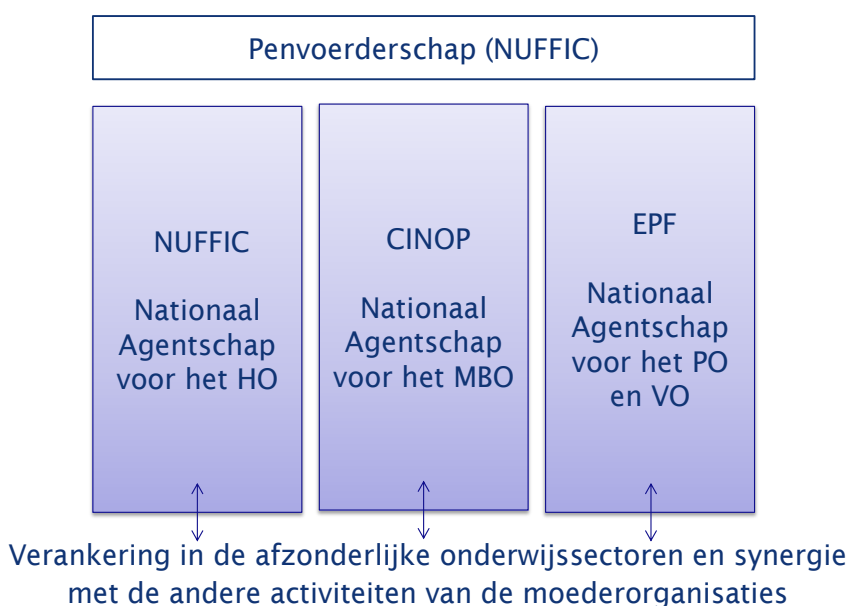 Penvoerderschap (NUFFIC)
NUFFIC
Nationaal
Agentschap
voor het HO
CINOP
Nationaal
Agentschap
voor het MBO
EPF
Nationaal
Agentschap
voor het PO
en VO
Verankering in de afzonderlijke onderwijssectoren en synergie
met de andere activiteiten van de moederorganisaties